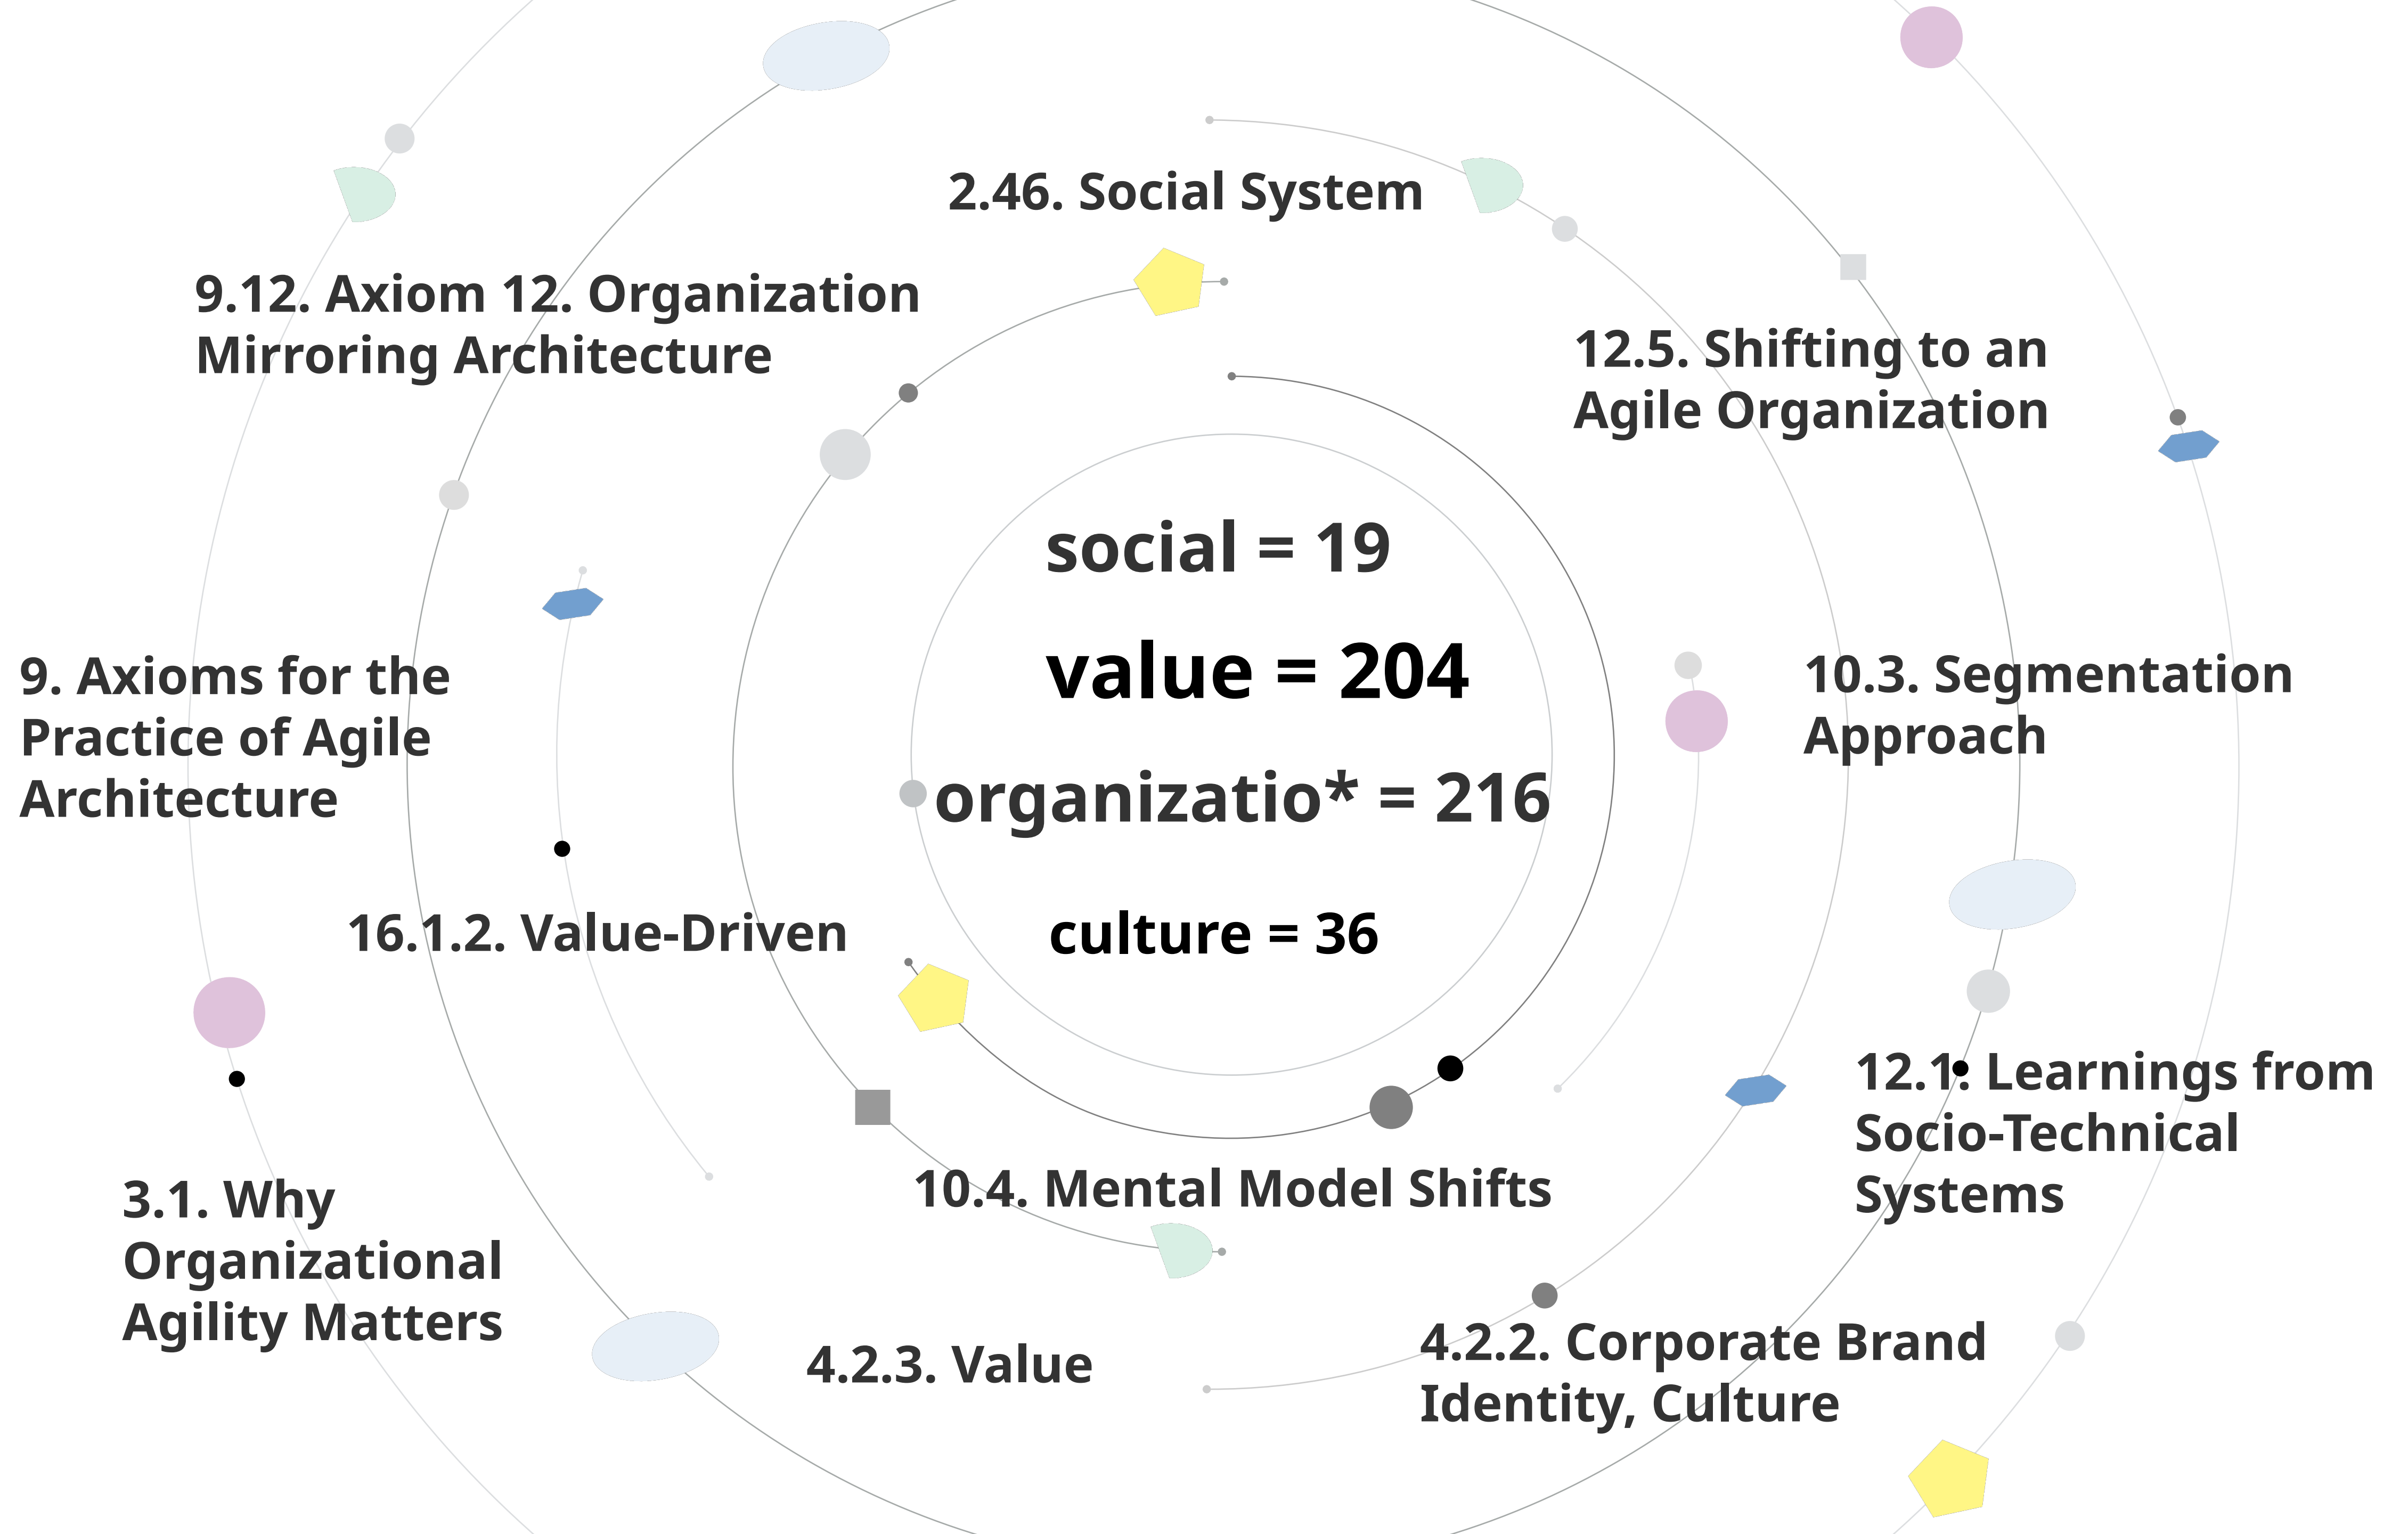 2.46. Social System
9.12. Axiom 12. Organization
Mirroring Architecture
12.5. Shifting to an
Agile Organization
social = 19
value = 204
organizatio* = 216
culture = 36
9. Axioms for the
Practice of Agile
Architecture
10.3. Segmentation
Approach
16.1.2. Value-Driven
12.1. Learnings from
Socio-Technical
Systems
10.4. Mental Model Shifts
3.1. Why
Organizational
Agility Matters
4.2.3. Value
4.2.2. Corporate Brand
Identity, Culture